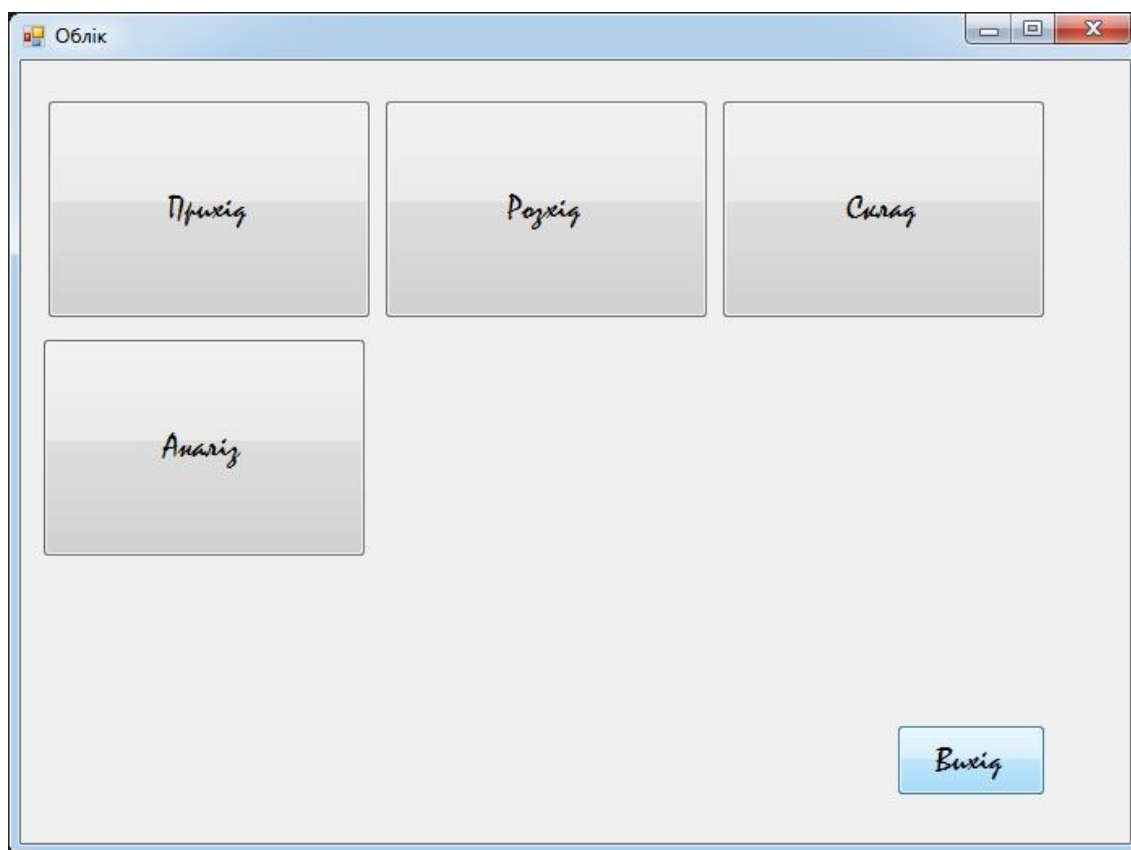 Облік
Прихід
Розхід
Склад
Аналіз
Вихід